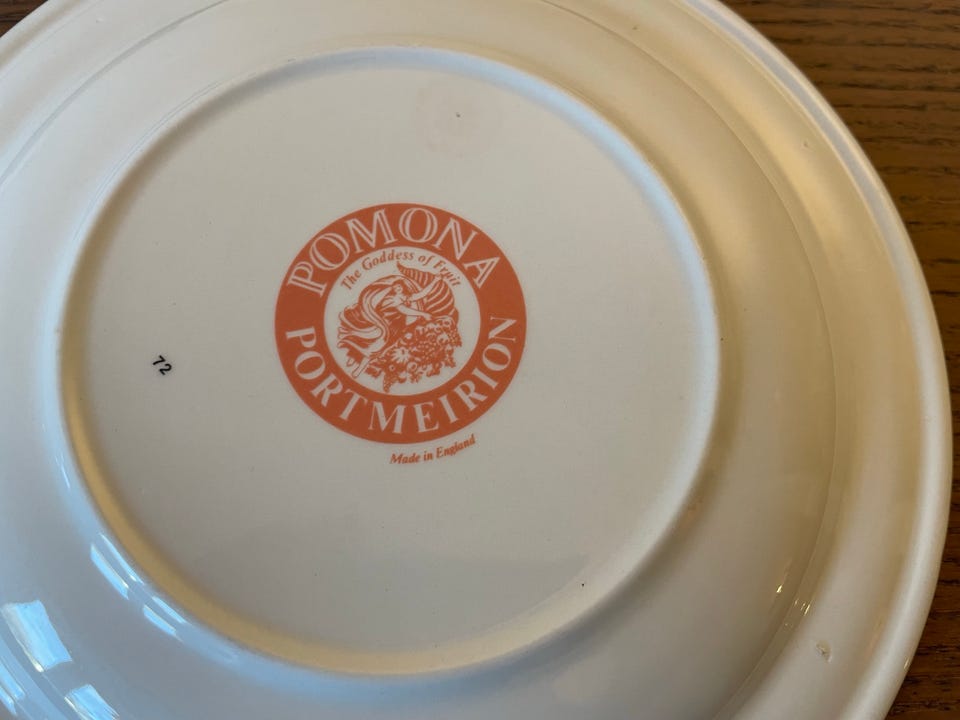 POMONA
The Goddess of Fruit
PORTMEIRION
Made in England
72